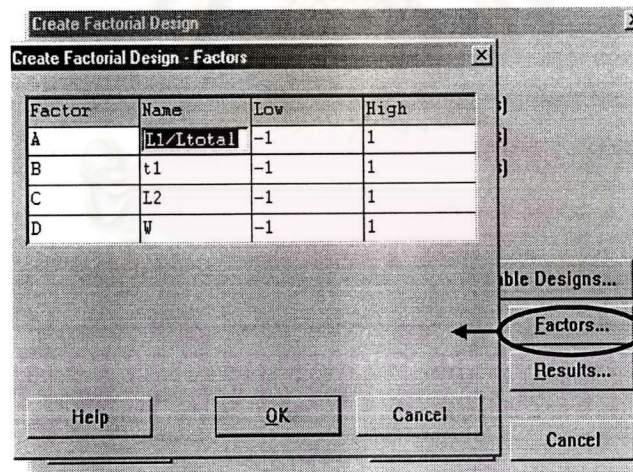 Create Factorial Design
Create Factorial Design - Factors
Factor Name Low High
A L1/Ltotal -1 1
B t1 -1 1
C L2 -1 1
D W -1 1
Designs...
Factors...
Results...
Help OK Cancel
Cancel